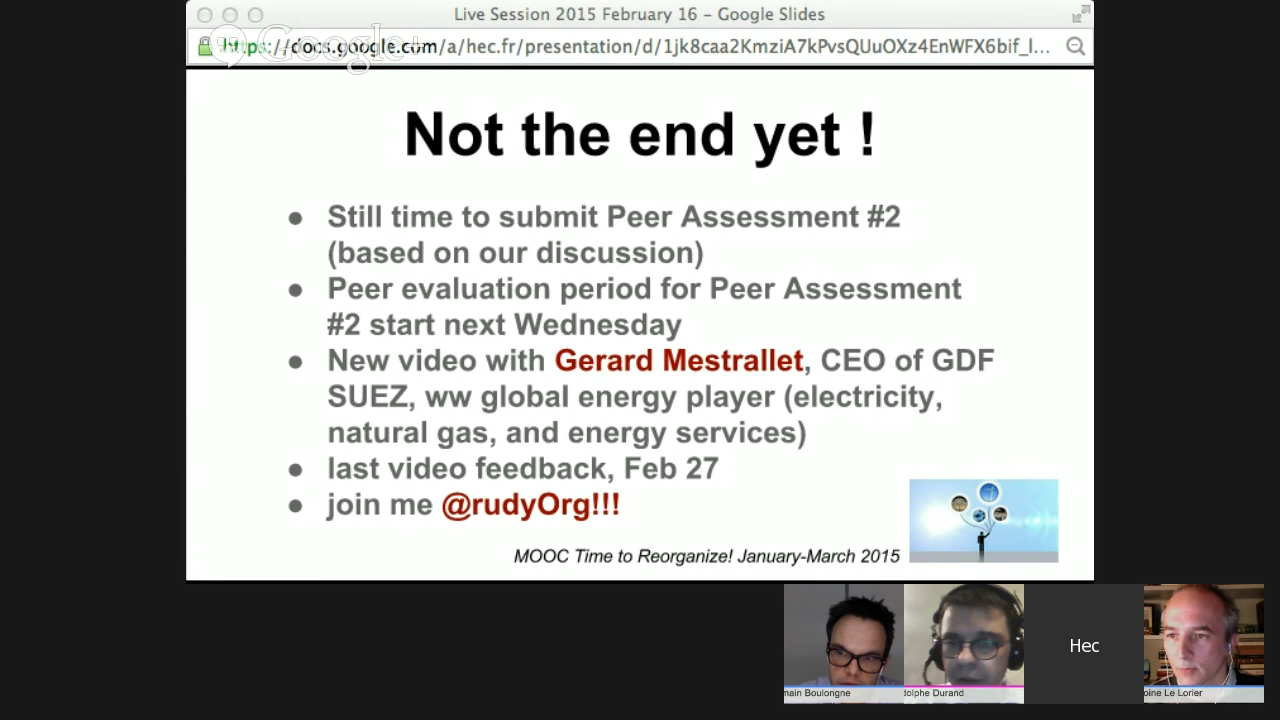 Live Session 2015 February 16 – Google Slides
Google+
https://docs.google.com/a/hec.fr/presentation/d/1jk8caa2KmziA7kPvsQUuOXz4EnWFX6bif_l...
Not the end yet !
● Still time to submit Peer Assessment #2
(based on our discussion)
● Peer evaluation period for Peer Assessment
#2 start next Wednesday
● New video with Gerard Mestrallet, CEO of GDF
SUEZ, ww global energy player (electricity,
natural gas, and energy services)
● last video feedback, Feb 27
● join me @rudyOrg!!!
MOOC Time to Reorganize! January-March 2015
Hec
main Boulongne
dolphe Durand
oine Le Lorier